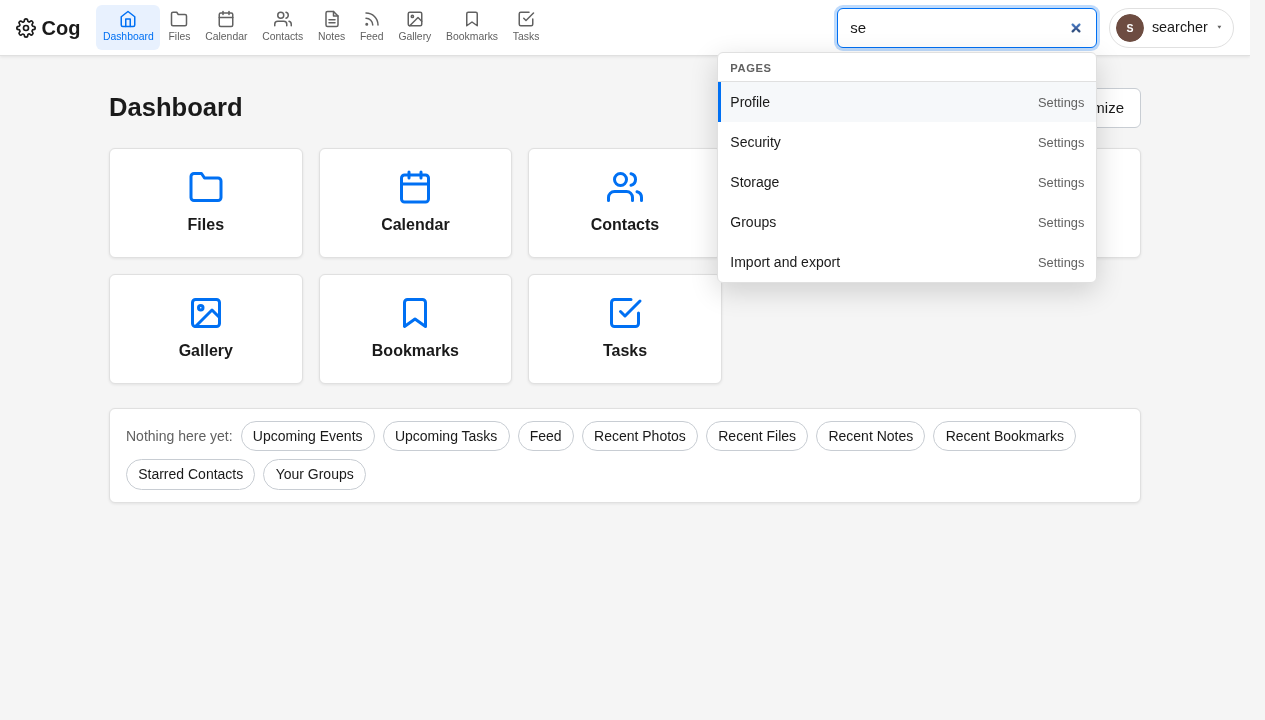 Cog
Dashboard Files Calendar Contacts Notes Feed Gallery Bookmarks Tasks
se
S searcher
PAGES
Profile Settings
Security Settings
Storage Settings
Groups Settings
Import and export Settings
Dashboard
mize
Files Calendar Contacts
Gallery Bookmarks Tasks
Nothing here yet: Upcoming Events Upcoming Tasks Feed Recent Photos Recent Files Recent Notes Recent Bookmarks
Starred Contacts Your Groups